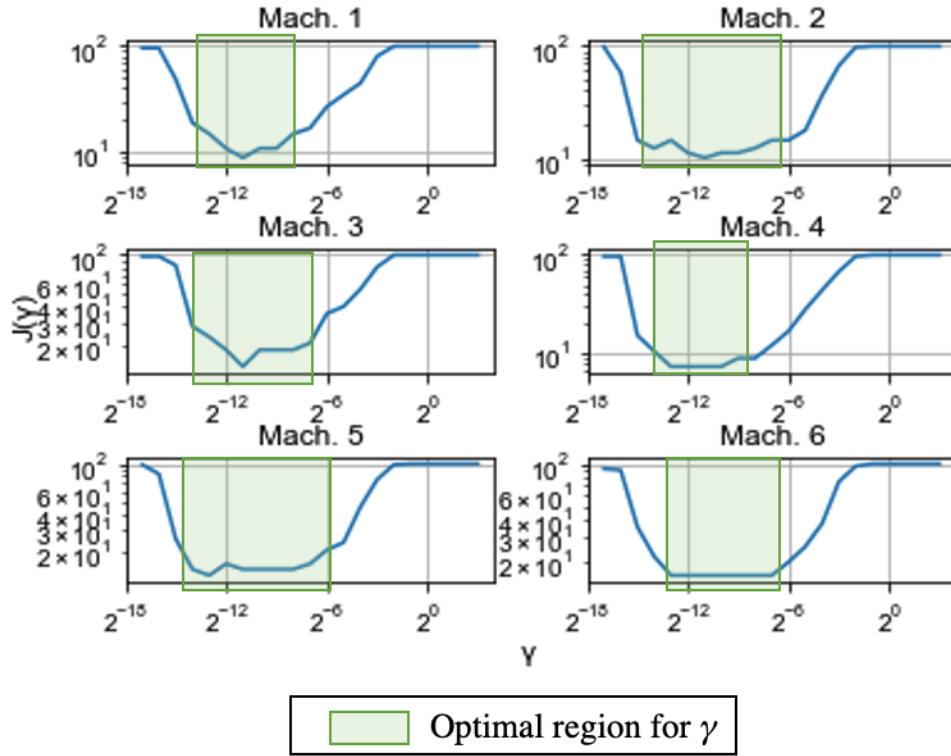 Mach. 1 Mach. 2
10² 10²
10¹ 10¹
2⁻¹⁸ 2⁻¹² 2⁻⁶ 2⁰ 2⁻¹⁸ 2⁻¹² 2⁻⁶ 2⁰
Mach. 3 Mach. 4
10² 10²
6 × 10¹
4 × 10¹
3 × 10¹
2 × 10¹
10¹
J(γ)
2⁻¹⁸ 2⁻¹² 2⁻⁶ 2⁰ 2⁻¹⁸ 2⁻¹² 2⁻⁶ 2⁰
Mach. 5 Mach. 6
10² 10²
6 × 10¹ 6 × 10¹
4 × 10¹ 4 × 10¹
3 × 10¹ 3 × 10¹
2 × 10¹ 2 × 10¹
2⁻¹⁸ 2⁻¹² 2⁻⁶ 2⁰ 2⁻¹⁸ 2⁻¹² 2⁻⁶ 2⁰
γ
Optimal region for γ